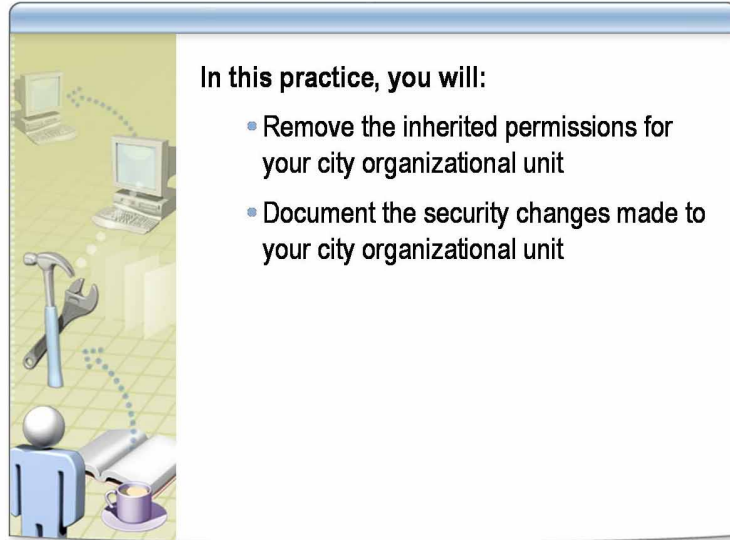 In this practice, you will:
Remove the inherited permissions for
your city organizational unit
Document the security changes made to
your city organizational unit